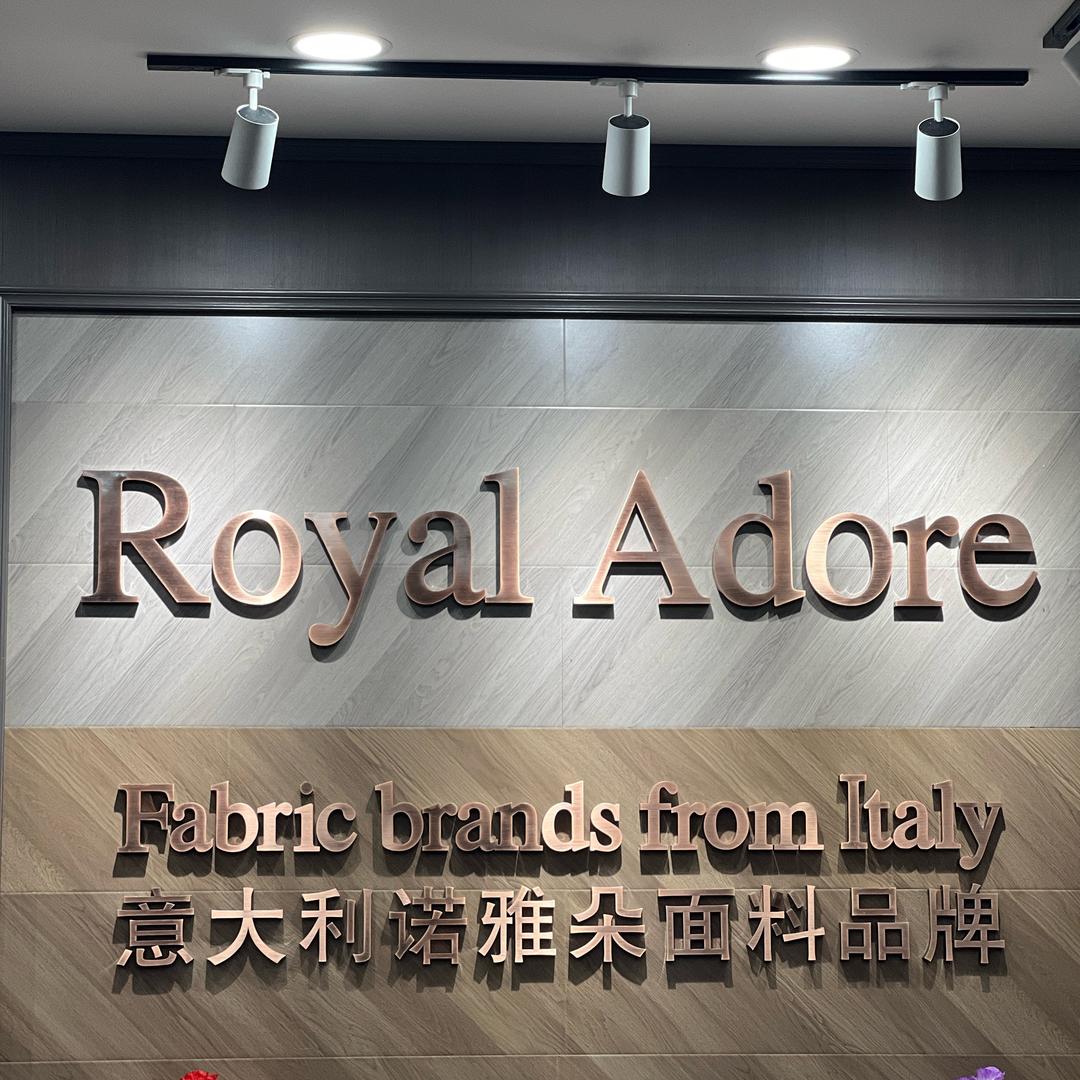 Royal Adore
Fabric brands from Italy
意大利诺雅朵面料品牌